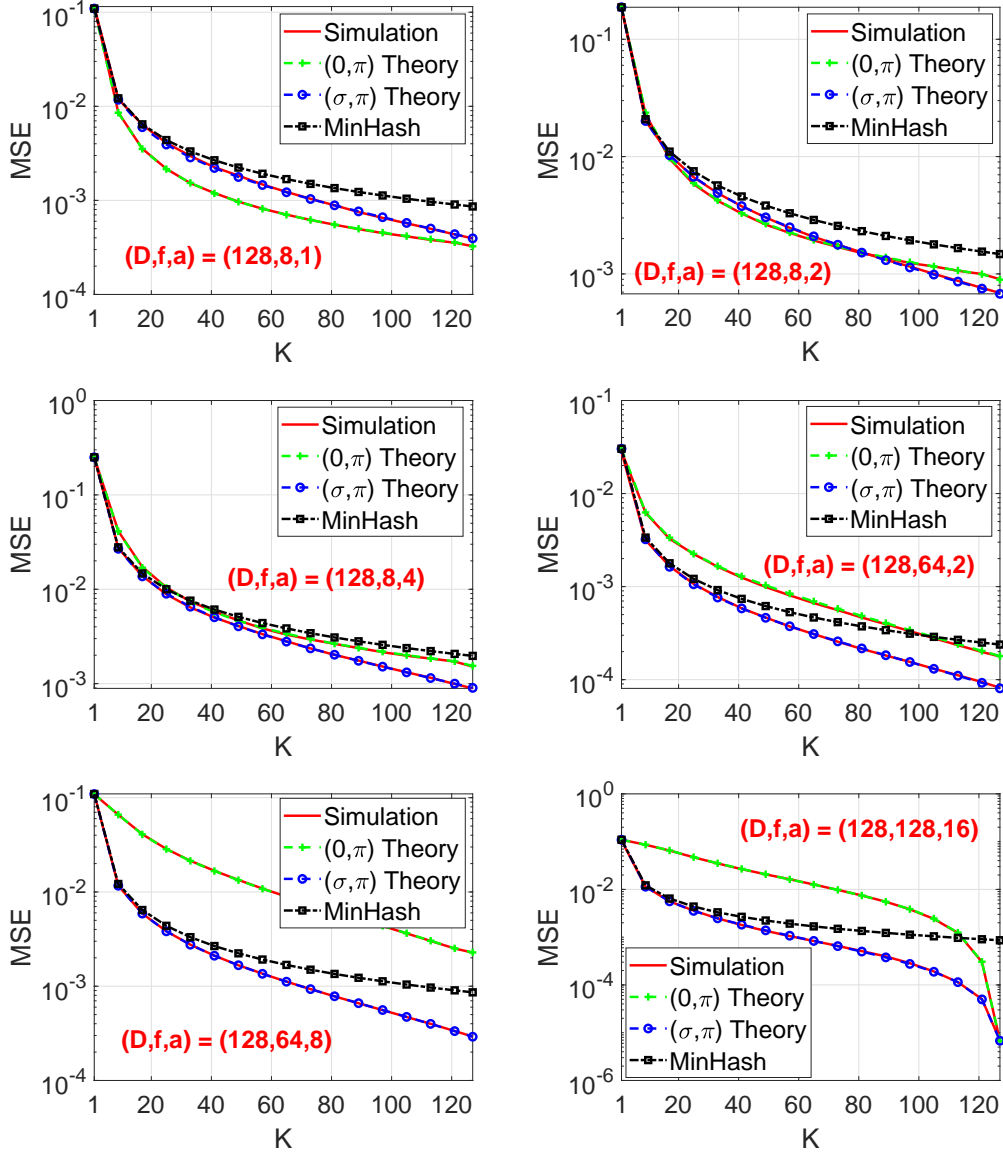 10^-1
10^-2
10^-3
10^-4
MSE
Simulation
(0,π) Theory
(σ,π) Theory
MinHash
(D,f,a) = (128,8,1)
1 20 40 60 80 100 120
K
10^-1
10^-2
10^-3
MSE
Simulation
(0,π) Theory
(σ,π) Theory
MinHash
(D,f,a) = (128,8,2)
1 20 40 60 80 100 120
K
10^0
10^-1
10^-2
10^-3
MSE
Simulation
(0,π) Theory
(σ,π) Theory
MinHash
(D,f,a) = (128,8,4)
1 20 40 60 80 100 120
K
10^-1
10^-2
10^-3
10^-4
MSE
Simulation
(0,π) Theory
(σ,π) Theory
MinHash
(D,f,a) = (128,64,2)
1 20 40 60 80 100 120
K
10^-1
10^-2
10^-3
10^-4
MSE
Simulation
(0,π) Theory
(σ,π) Theory
MinHash
(D,f,a) = (128,64,8)
1 20 40 60 80 100 120
K
10^0
10^-2
10^-4
10^-6
MSE
(D,f,a) = (128,128,16)
Simulation
(0,π) Theory
(σ,π) Theory
MinHash
1 20 40 60 80 100 120
K